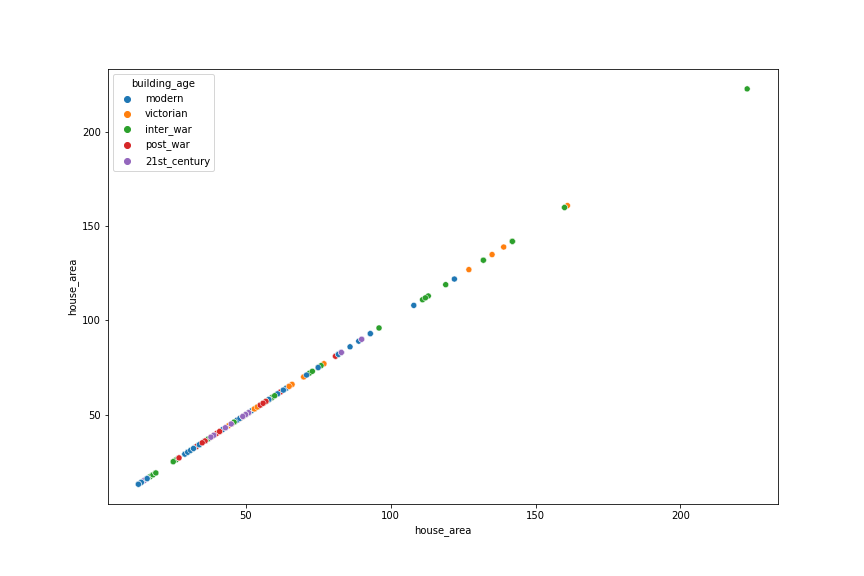 building_age
modern
victorian
inter_war
post_war
21st_century
200
150
100
50
house_area
50
100
150
200
house_area